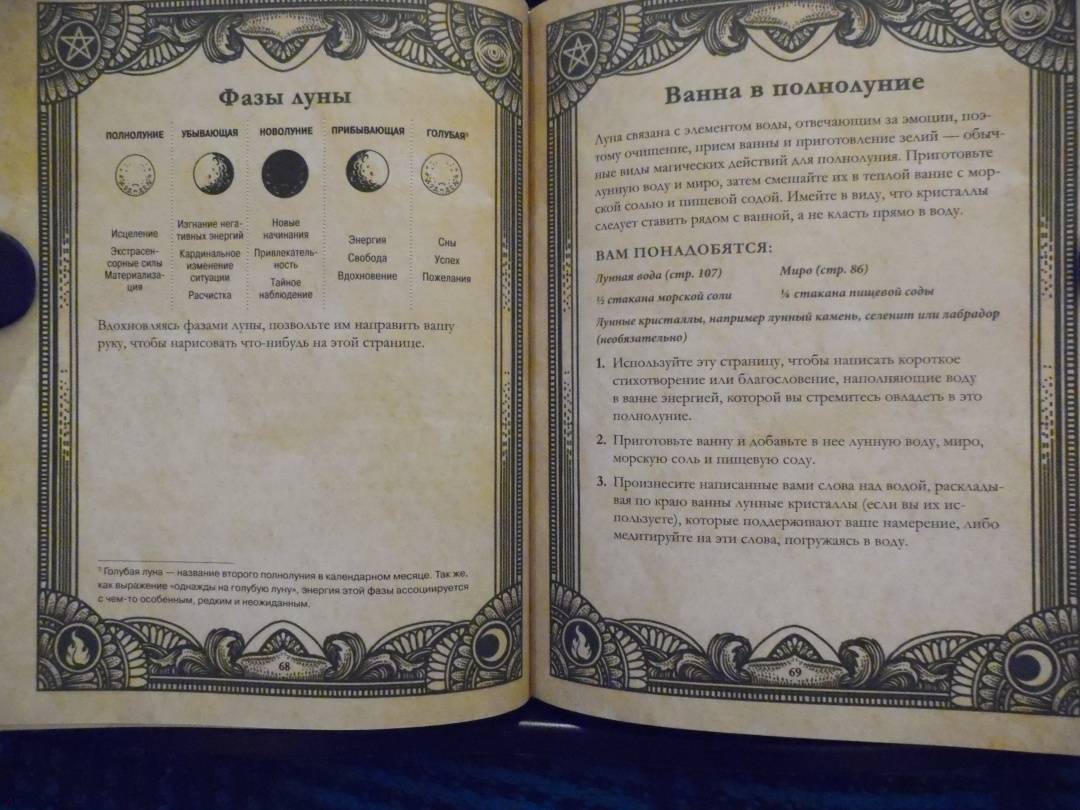 Фазы луны
ПОЛНОЛУНИЕ УБЫВАЮЩАЯ НОВОЛУНИЕ ПРИБЫВАЮЩАЯ ГОЛУБАЯ⁵
Исцеление
Экстрасен-
сорные силы
Материализа-
ция
Изгнание нега-
тивных энергий
Кардинальное
изменение
ситуации
Расчистка
Новые
начинания
Привлекатель-
ность
Тайное
наблюдение
Энергия
Свобода
Вдохновение
Сны
Успех
Пожелания
Вдохновляясь фазами луны, позвольте им направить вашу
руку, чтобы нарисовать что-нибудь на этой странице.
⁵ Голубая луна — название второго полнолуния в календарном месяце. Так же,
как выражение «однажды на голубую луну», энергия этой фазы ассоциируется
с чем-то особенным, редким и неожиданным.
68
Ванна в полнолуние
Луна связана с элементом воды, отвечающим за эмоции, поэ-
тому очищение, прием ванны и приготовление зелий — обыч-
ные виды магических действий для полнолуния. Приготовьте
лунную воду и миро, затем смешайте их в теплой ванне с мор-
ской солью и пищевой содой. Имейте в виду, что кристаллы
следует ставить рядом с ванной, а не класть прямо в воду.
ВАМ ПОНАДОБЯТСЯ:
Лунная вода (стр. 107) Миро (стр. 86)
½ стакана морской соли ¼ стакана пищевой соды
Лунные кристаллы, например лунный камень, селенит или лабрадор
(необязательно)
1. Используйте эту страницу, чтобы написать короткое
стихотворение или благословение, наполняющие воду
в ванне энергией, которой вы стремитесь овладеть в это
полнолуние.
2. Приготовьте ванну и добавьте в нее лунную воду, миро,
морскую соль и пищевую соду.
3. Произнесите написанные вами слова над водой, расклады-
вая по краю ванны лунные кристаллы (если вы их ис-
пользуете), которые поддерживают ваше намерение, либо
медитируйте на эти слова, погружаясь в воду.
69